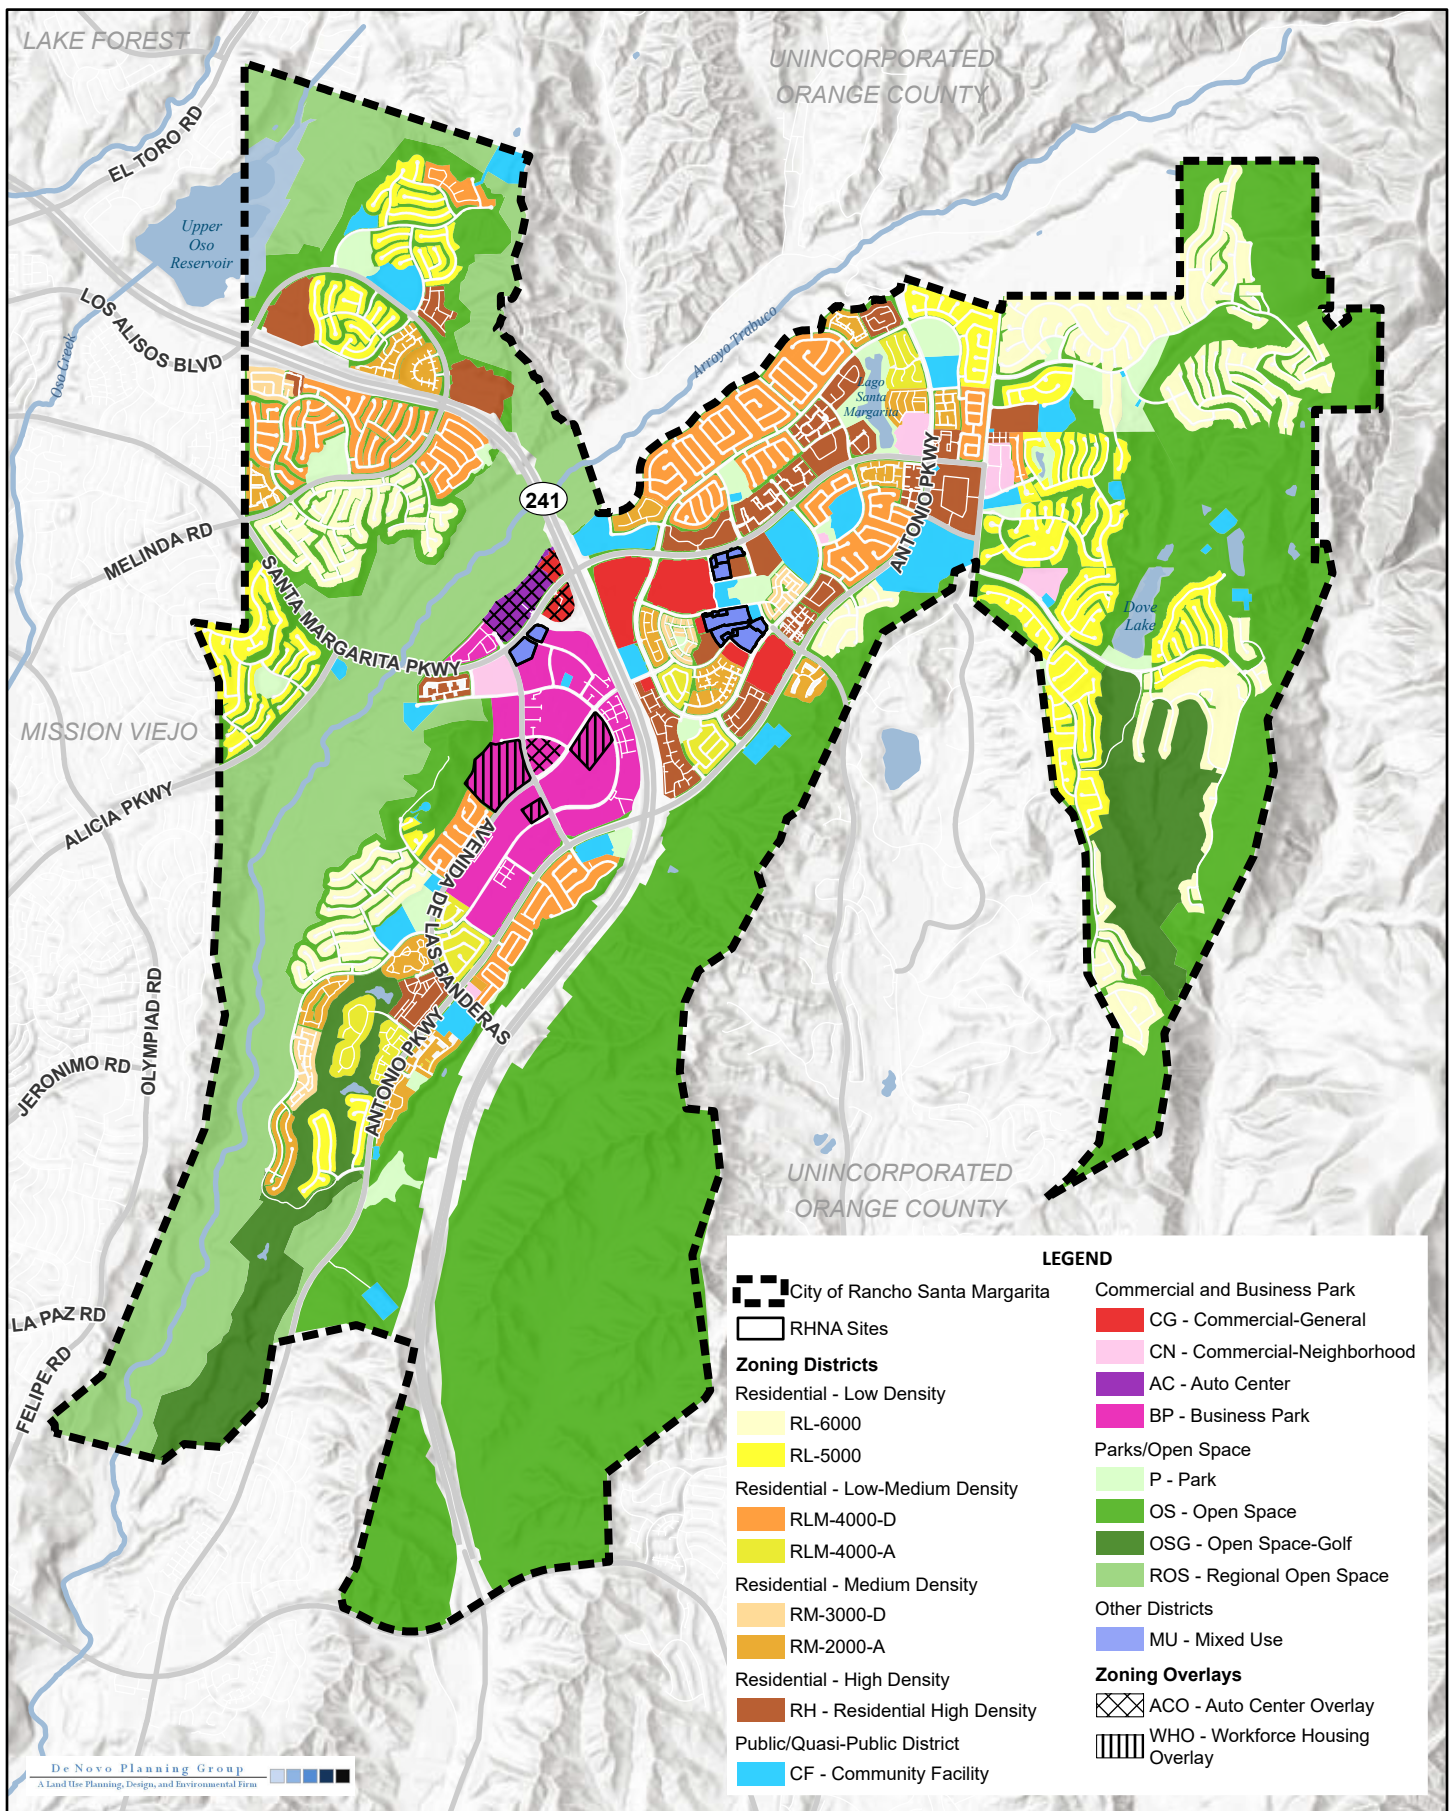 LAKE FOREST
UNINCORPORATED
ORANGE COUNTY
EL TORO RD
Upper
Oso
Reservoir
LOS ALISOS BLVD
Oso Creek
Arroyo Trabuco
Lago
Santa
Margarita
ANTONIO PKWY
241
MELINDA RD
SANTA MARGARITA PKWY
Dove
Lake
MISSION VIEJO
ALICIA PKWY
AVENIDA DE LAS BANDERAS
OLYMPIAD RD
JERONIMO RD
ANTONIO PKWY
UNINCORPORATED
ORANGE COUNTY
LA PAZ RD
FELIPE RD
LEGEND
City of Rancho Santa Margarita
RHNA Sites
Zoning Districts
Residential - Low Density
RL-6000
RL-5000
Residential - Low-Medium Density
RLM-4000-D
RLM-4000-A
Residential - Medium Density
RM-3000-D
RM-2000-A
Residential - High Density
RH - Residential High Density
Public/Quasi-Public District
CF - Community Facility
Commercial and Business Park
CG - Commercial-General
CN - Commercial-Neighborhood
AC - Auto Center
BP - Business Park
Parks/Open Space
P - Park
OS - Open Space
OSG - Open Space-Golf
ROS - Regional Open Space
Other Districts
MU - Mixed Use
Zoning Overlays
ACO - Auto Center Overlay
WHO - Workforce Housing
Overlay
De Novo Planning Group
A Land Use Planning, Design, and Environmental Firm